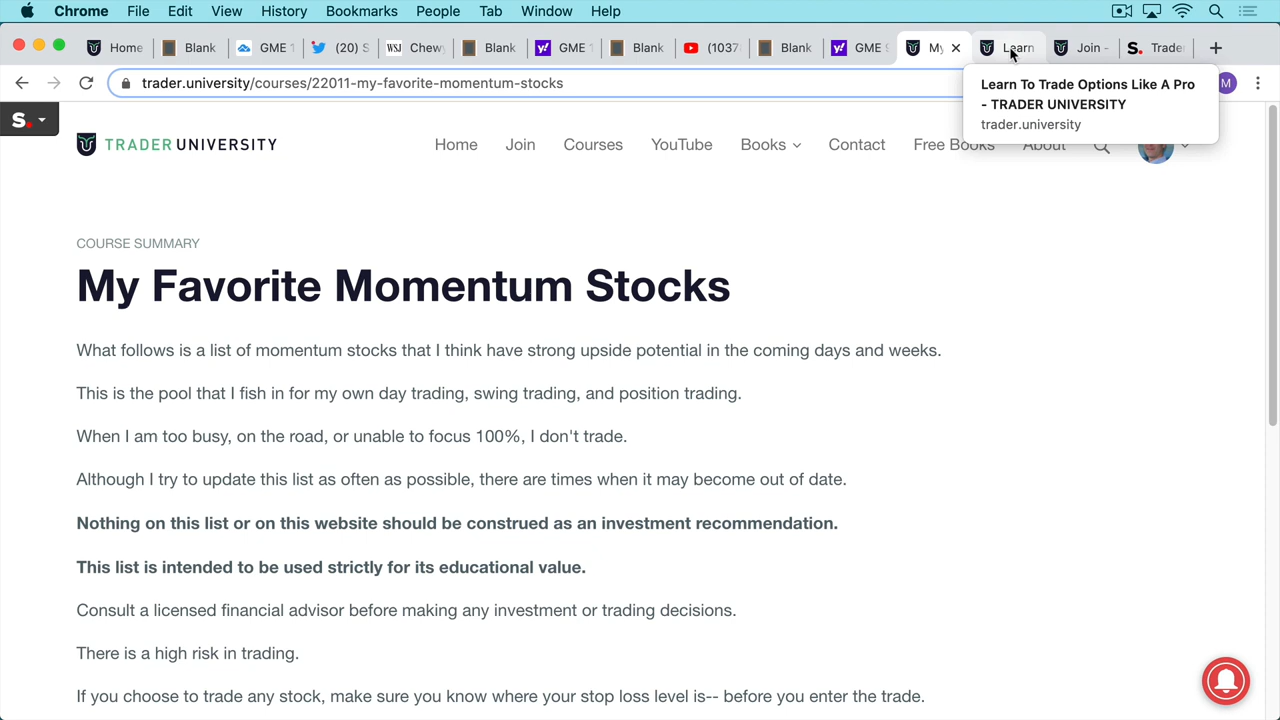 Chrome File Edit View History Bookmarks People Tab Window Help
Home Blank GME 1 (20) S WSJ Chewy Blank GME 1 Blank (1037 Blank GME S My Learn Join - S. Trader
trader.university/courses/22011-my-favorite-momentum-stocks M
Learn To Trade Options Like A Pro
- TRADER UNIVERSITY
trader.university
S.
TRADER UNIVERSITY Home Join Courses YouTube Books Contact Free Books About
COURSE SUMMARY
My Favorite Momentum Stocks
What follows is a list of momentum stocks that I think have strong upside potential in the coming days and weeks.
This is the pool that I fish in for my own day trading, swing trading, and position trading.
When I am too busy, on the road, or unable to focus 100%, I don't trade.
Although I try to update this list as often as possible, there are times when it may become out of date.
Nothing on this list or on this website should be construed as an investment recommendation.
This list is intended to be used strictly for its educational value.
Consult a licensed financial advisor before making any investment or trading decisions.
There is a high risk in trading.
If you choose to trade any stock, make sure you know where your stop loss level is-- before you enter the trade.